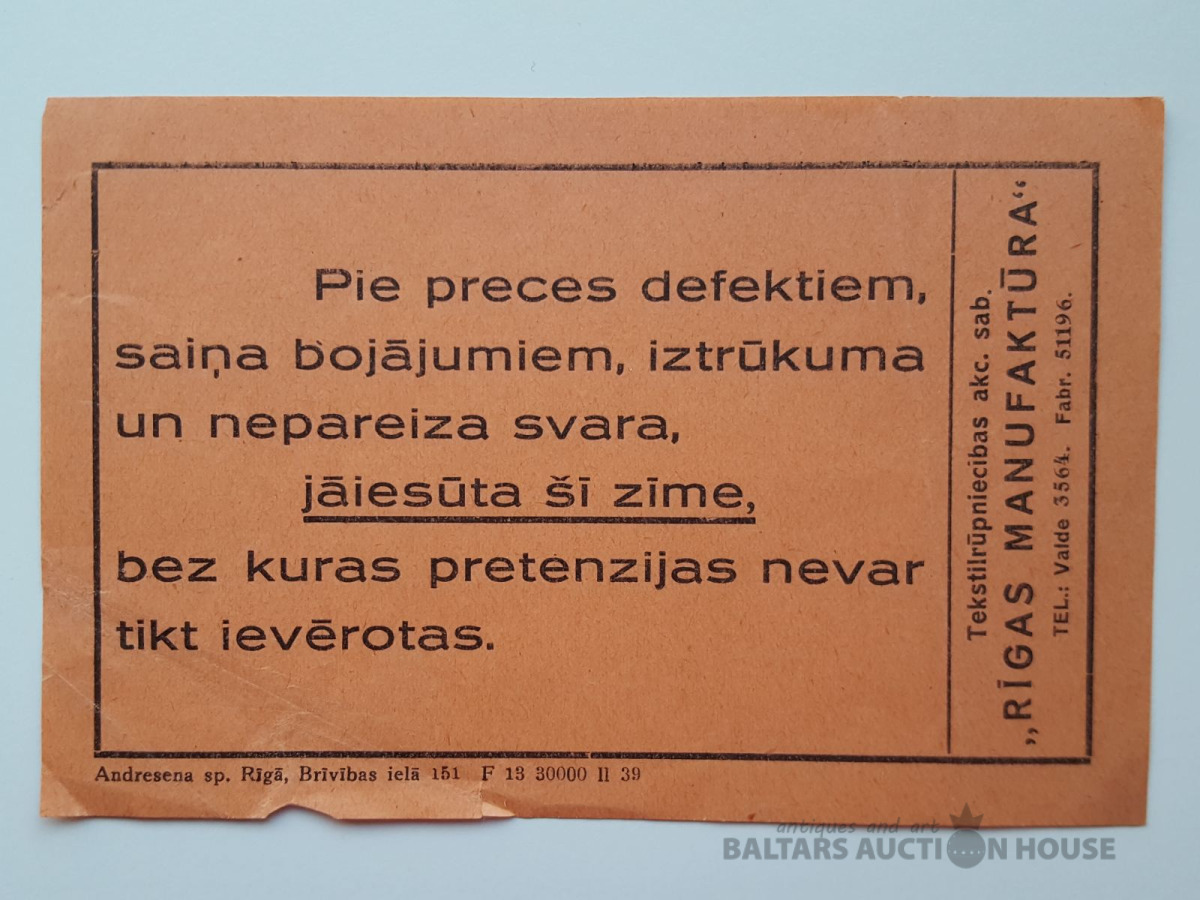 Pie preces defektiem,
saiņa bojājumiem, iztrūkuma
un nepareiza svara,
jāiesūta šī zīme,
bez kuras pretenzijas nevar
tikt ievērotas.
Tekstilrūpniecibas akc. sab.
„RĪGAS MANUFAKTŪRA“
TEL.: Valde 3564. Fabr. 51196.
Andresena sp. Rīgā, Brīvības ielā 151 F 13 30000 II 39
antiques and art
BALTARS AUCTION HOUSE